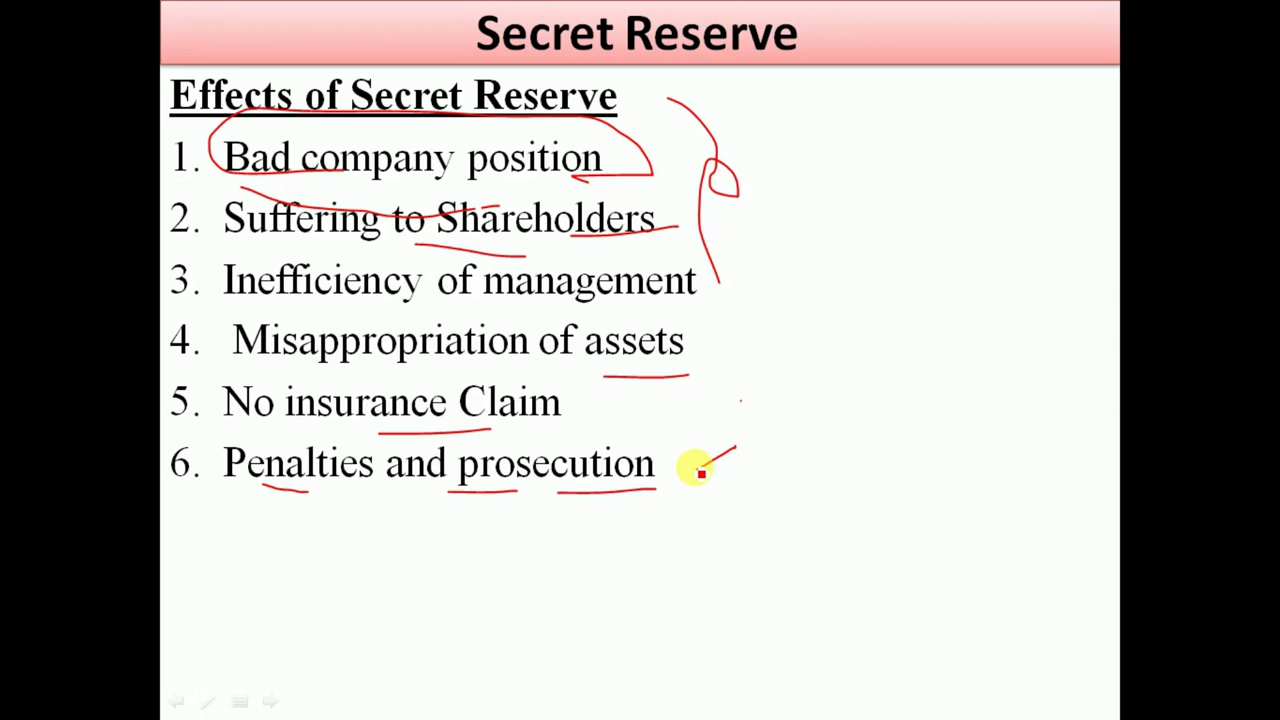 Secret Reserve
Effects of Secret Reserve
1. Bad company position
2. Suffering to Shareholders
3. Inefficiency of management
4. Misappropriation of assets
5. No insurance Claim
6. Penalties and prosecution